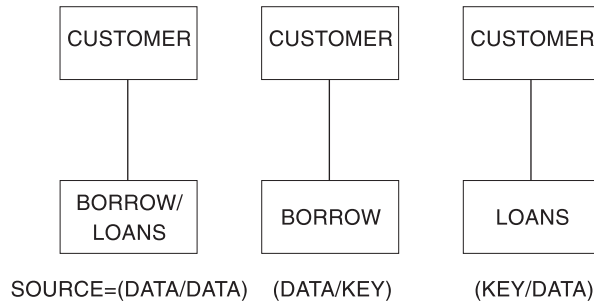 CUSTOMER CUSTOMER CUSTOMER
BORROW/
LOANS BORROW LOANS
SOURCE=(DATA/DATA) (DATA/KEY) (KEY/DATA)